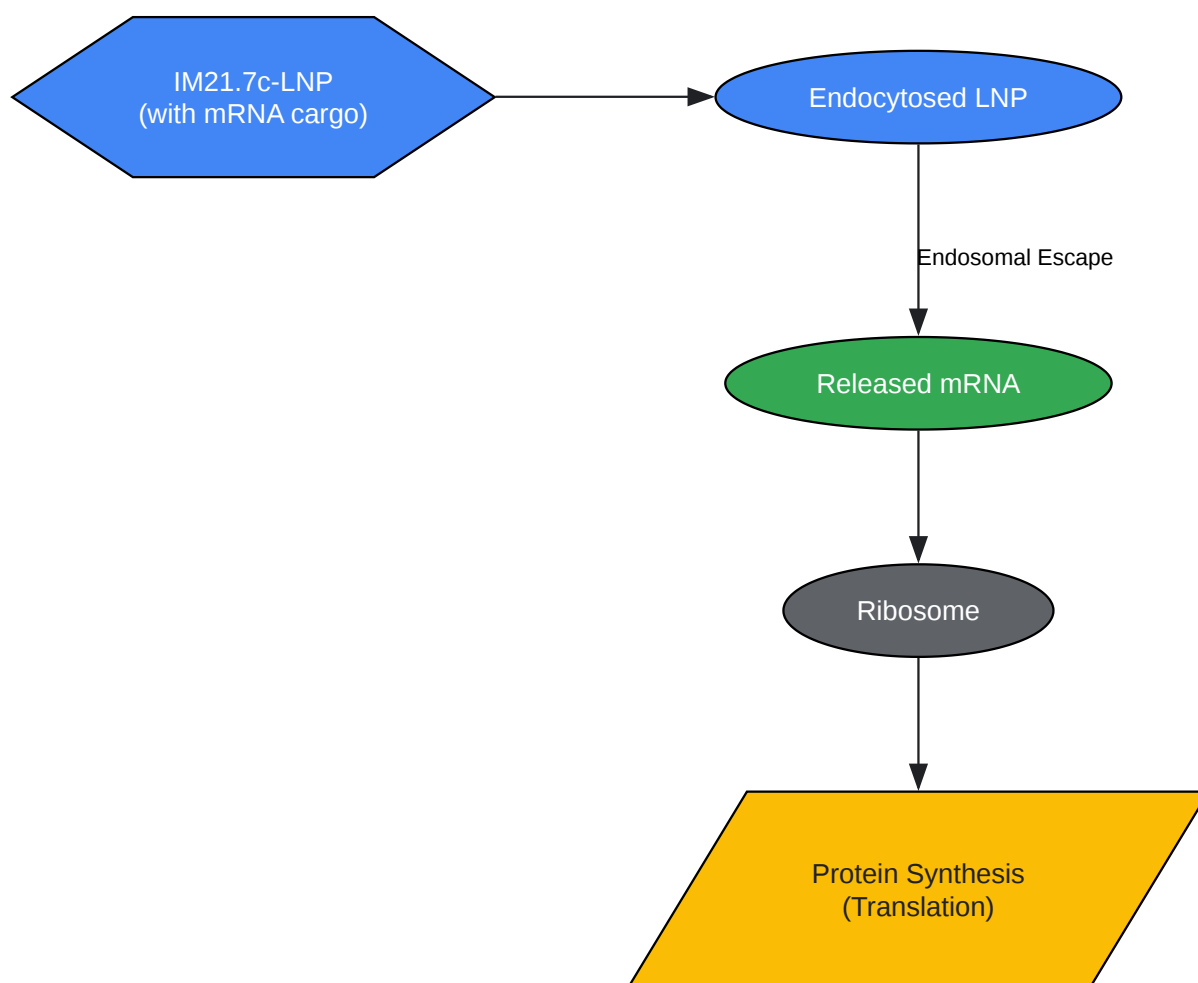 IM21.7c-LNP
(with mRNA cargo)
Endocytosed LNP
Endosomal Escape
Released mRNA
Ribosome
Protein Synthesis
(Translation)